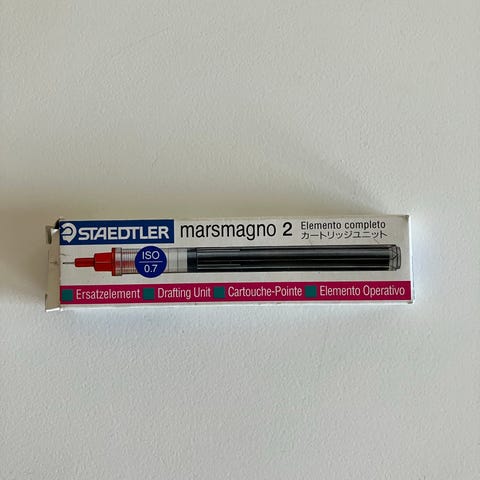 STAEDTLER marsmagno 2 Elemento completo
カートリッジユニット
ISO
0.7
Ersatzelement Drafting Unit Cartouche-Pointe Elemento Operativo